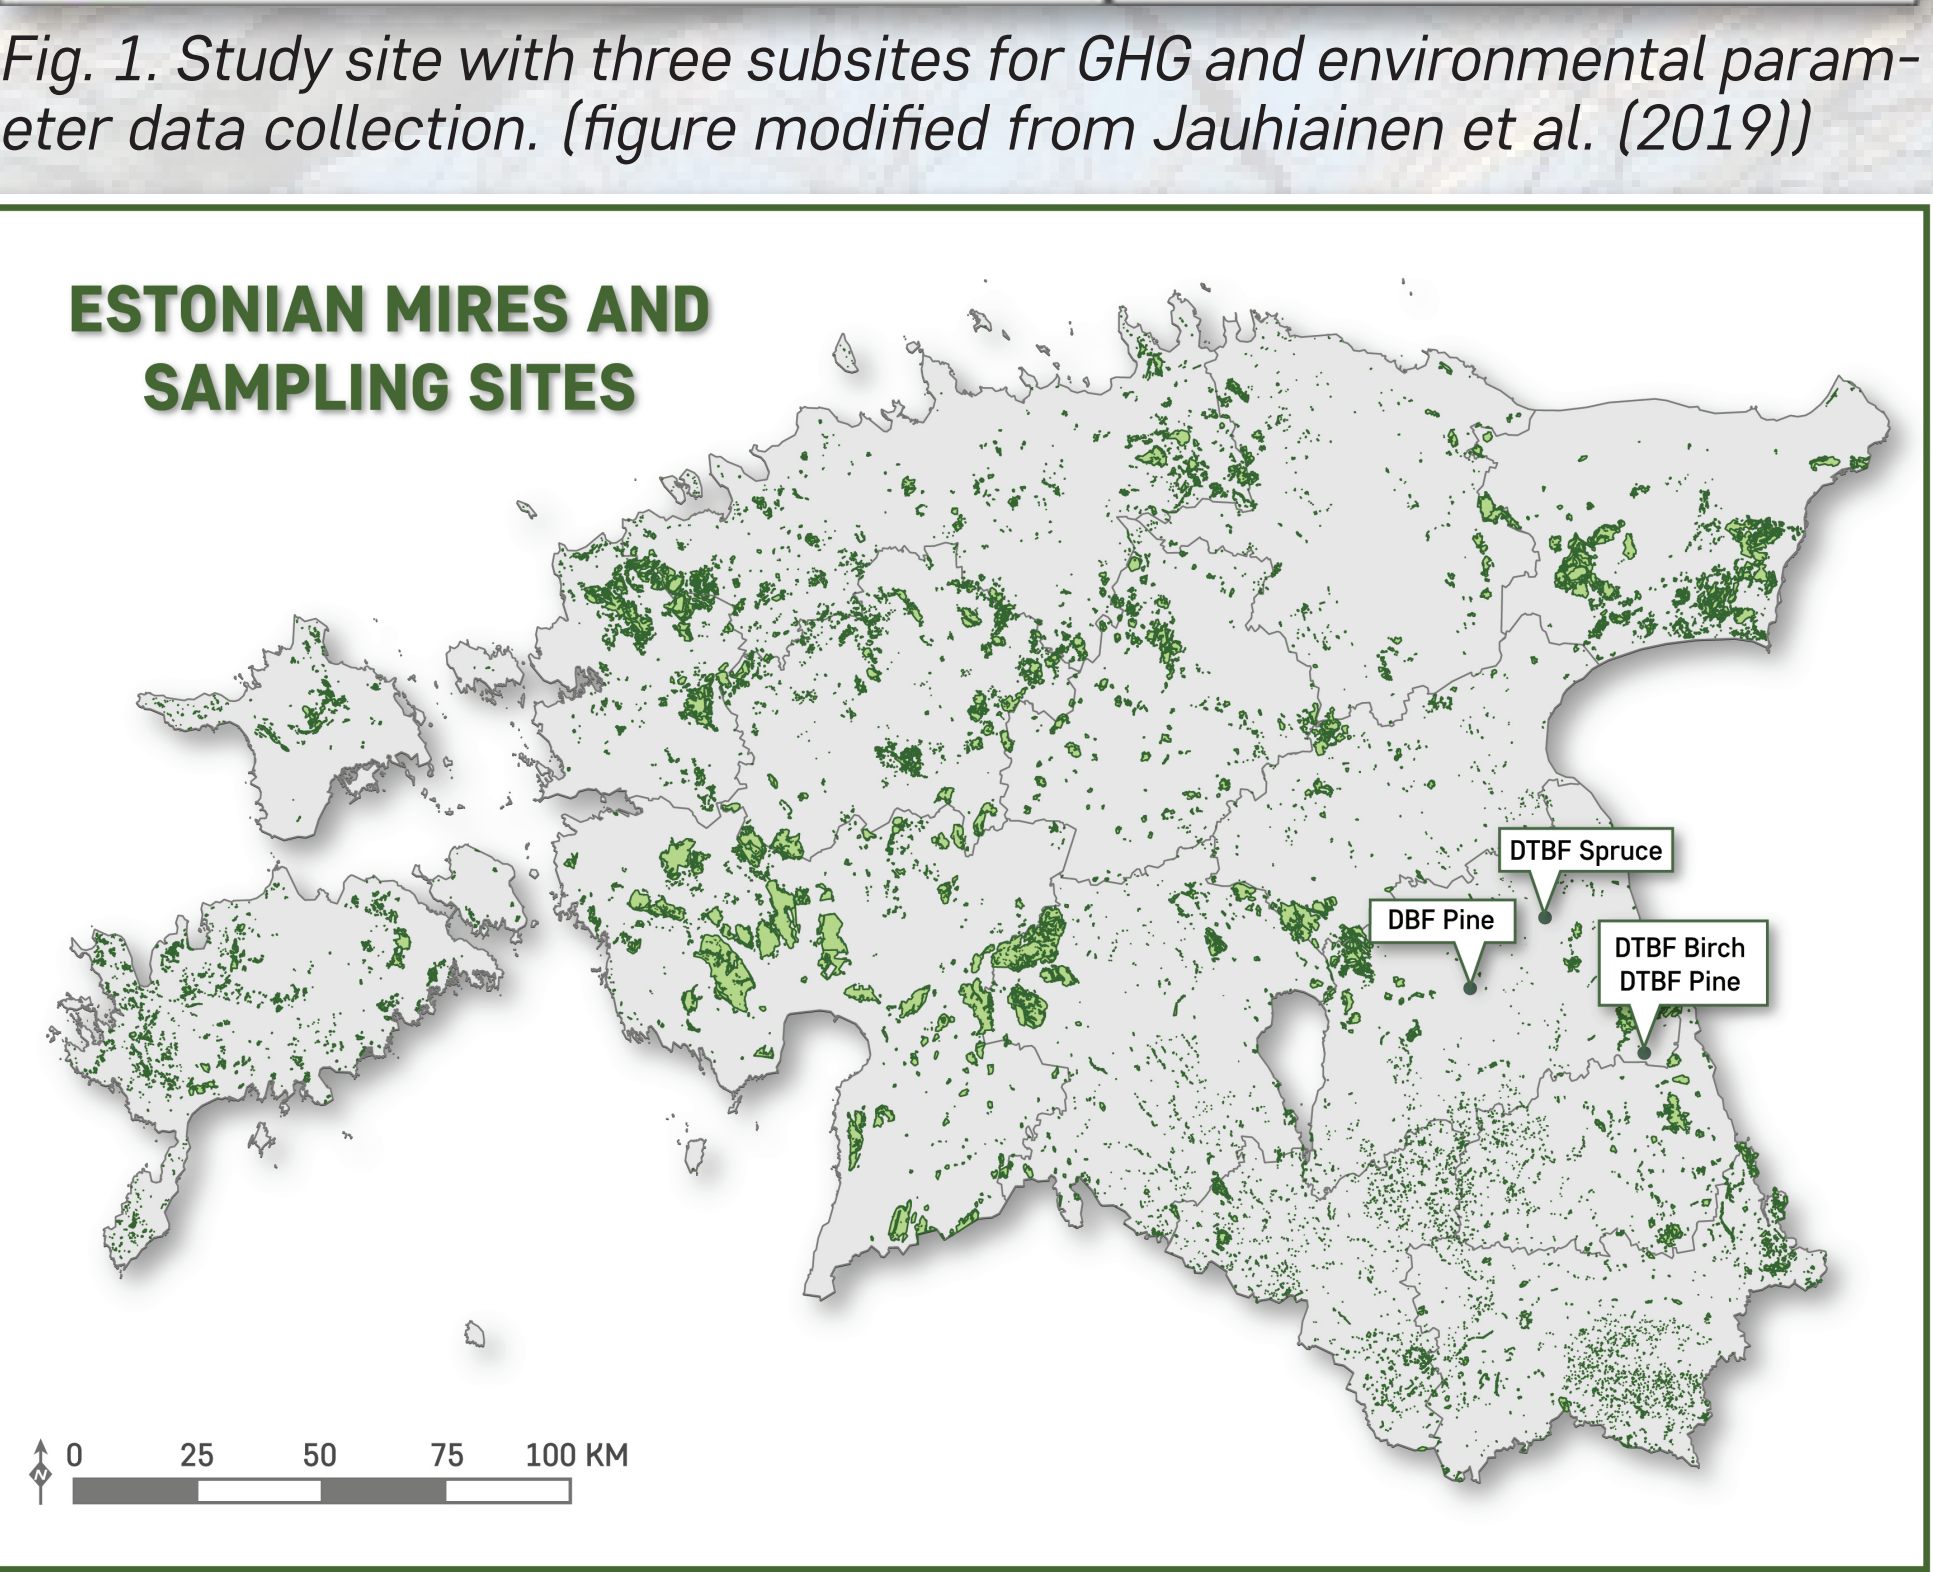 Fig. 1. Study site with three subsites for GHG and environmental param-
eter data collection. (figure modified from Jauhiainen et al. (2019))
ESTONIAN MIRES AND
SAMPLING SITES
DTBF Spruce
DBF Pine
DTBF Birch
DTBF Pine
0 25 50 75 100 KM
N